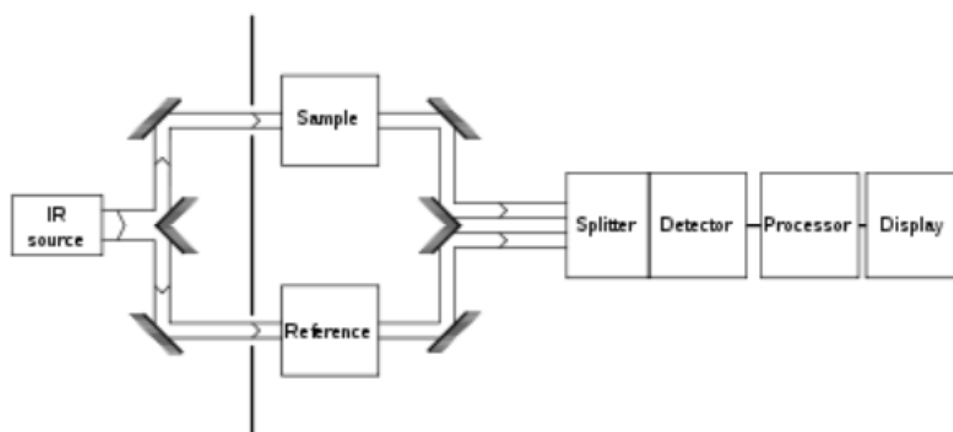 Sample
IR
source
Splitter
Detector
Processor
Display
Reference